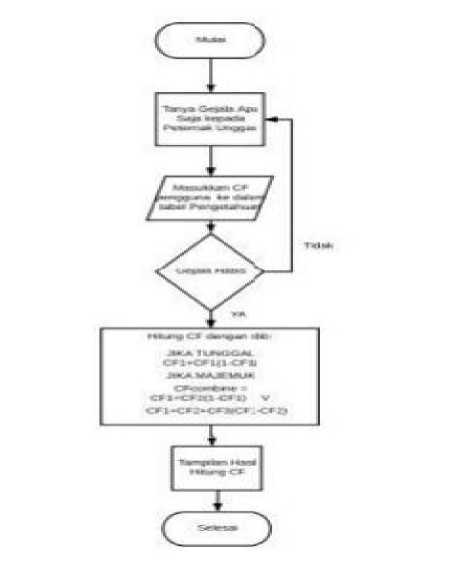 Mulai
Tanya Gejala Apa
Saja kepada
Peternak Unggas
Masukkan CF
pengguna ke dalam
tabel Pengetahuan
Tidak
Gejala Habis
YA
Hitung CF dengan
JIKA TUNGGAL
CF1=CF1(1-CF1)
JIKA MAJEMUK
CFcombine =
CF1=CF2(1-CF1) V
CF1=CF2+CF3(CF1-CF2)
Tampilan Hasil
Hitung CF
Selesai